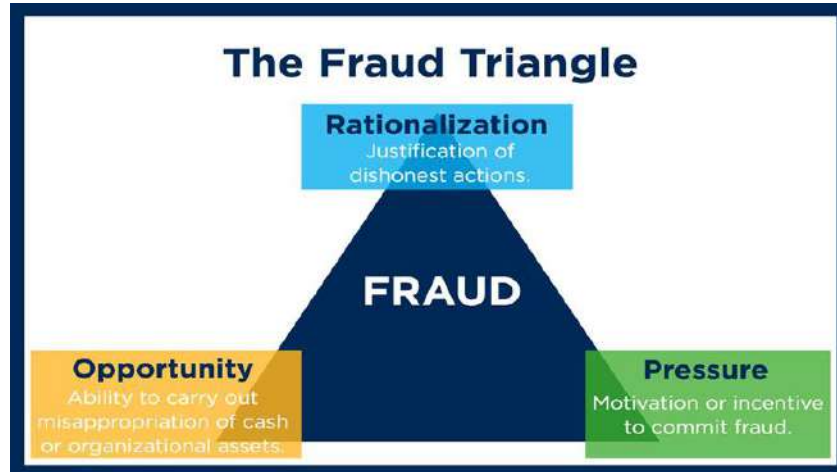 The Fraud Triangle
Rationalization
Justification of
dishonest actions.
FRAUD
Opportunity
Ability to carry out
misappropriation of cash
or organizational assets.
Pressure
Motivation or incentive
to commit fraud.